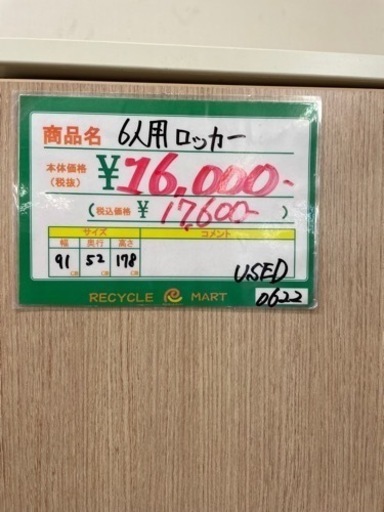 商品名 6人用ロッカー
本体価格 (税抜) ¥16,000-
(税込価格 ¥ 17,600-)
サイズ コメント
幅 奥行 高さ
91 CM 52 CM 178 CM
USED
RECYCLE MART 0622